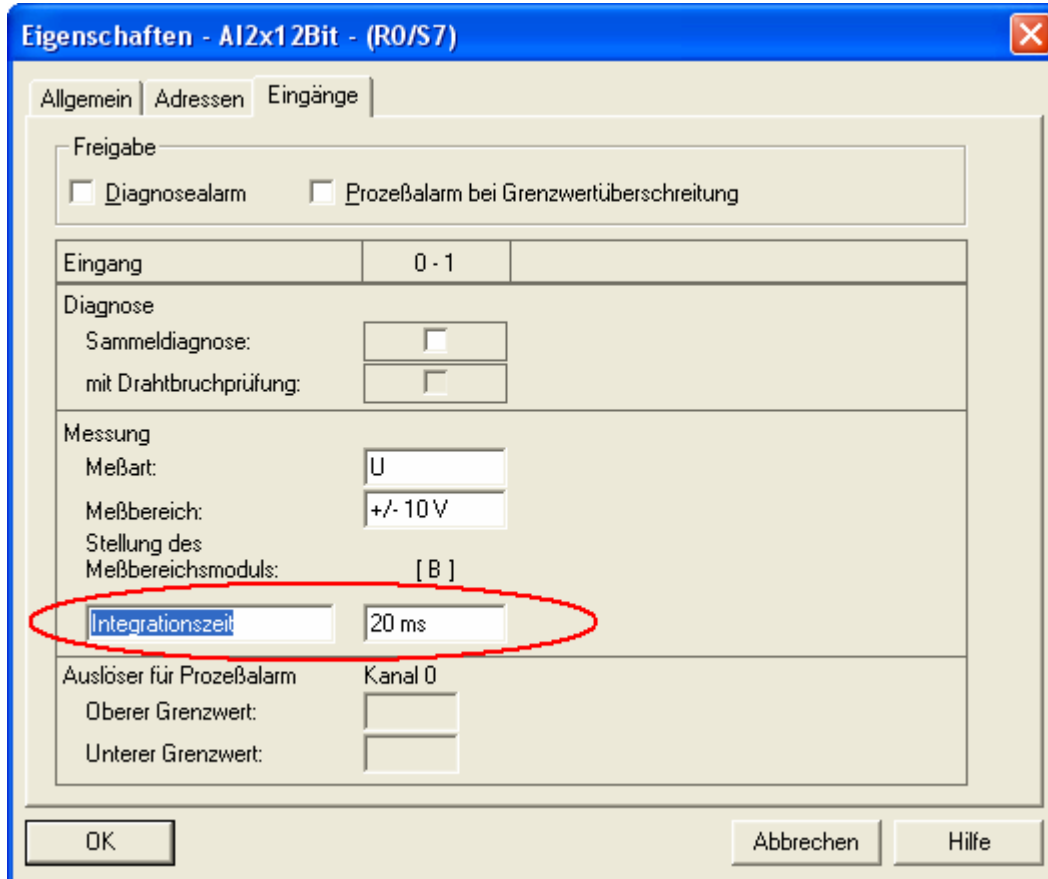 Eigenschaften - AI2x12Bit - (R0/S7)
Allgemein Adressen Eingänge
Freigabe
Diagnosealarm Prozeßalarm bei Grenzwertüberschreitung
Eingang 0 - 1
Diagnose
Sammeldiagnose:
mit Drahtbruchprüfung:
Messung
Meßart: U
Meßbereich: +/- 10 V
Stellung des
Meßbereichsmoduls: [ B ]
Integrationszeit 20 ms
Auslöser für Prozeßalarm Kanal 0
Oberer Grenzwert:
Unterer Grenzwert:
OK Abbrechen Hilfe